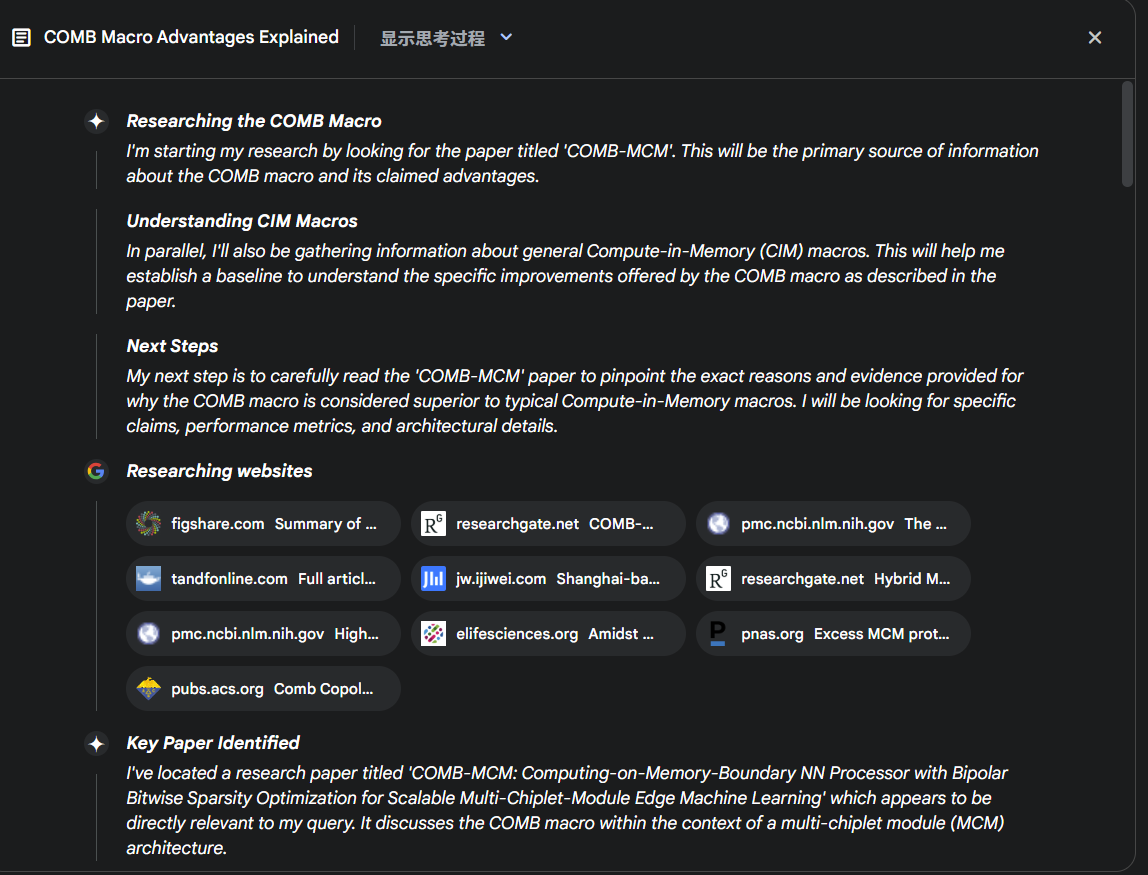 COMB Macro Advantages Explained
显示思考过程
Researching the COMB Macro
I'm starting my research by looking for the paper titled 'COMB-MCM'. This will be the primary source of information
about the COMB macro and its claimed advantages.
Understanding CIM Macros
In parallel, I'll also be gathering information about general Compute-in-Memory (CIM) macros. This will help me
establish a baseline to understand the specific improvements offered by the COMB macro as described in the
paper.
Next Steps
My next step is to carefully read the 'COMB-MCM' paper to pinpoint the exact reasons and evidence provided for
why the COMB macro is considered superior to typical Compute-in-Memory macros. I will be looking for specific
claims, performance metrics, and architectural details.
Researching websites
figshare.com Summary of ...
researchgate.net COMB-...
pmc.ncbi.nlm.nih.gov The ...
tandfonline.com Full articl...
jw.ijiwei.com Shanghai-ba...
researchgate.net Hybrid M...
pmc.ncbi.nlm.nih.gov High...
elifesciences.org Amidst ...
pnas.org Excess MCM prot...
pubs.acs.org Comb Copol...
Key Paper Identified
I've located a research paper titled 'COMB-MCM: Computing-on-Memory-Boundary NN Processor with Bipolar
Bitwise Sparsity Optimization for Scalable Multi-Chiplet-Module Edge Machine Learning' which appears to be
directly relevant to my query. It discusses the COMB macro within the context of a multi-chiplet module (MCM)
architecture.